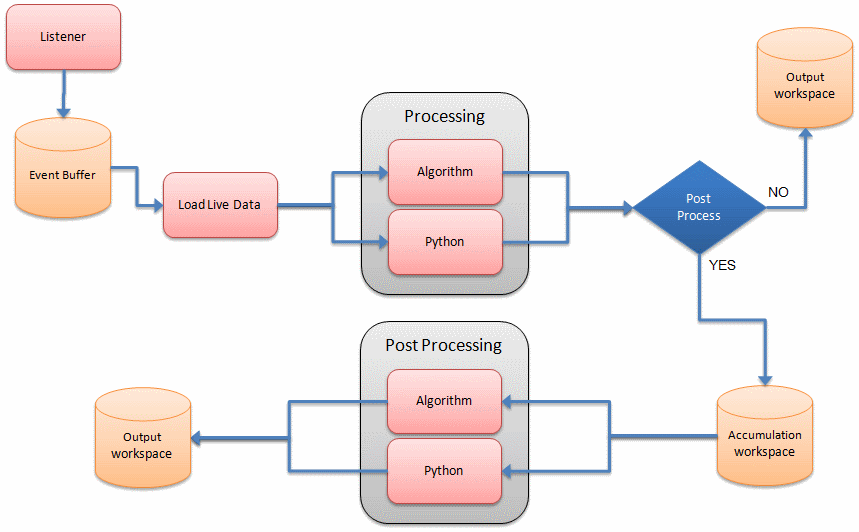 Listener
Output
workspace
Event Buffer
Load Live Data
Processing
Algorithm
Python
Post
Process
NO
YES
Post Processing
Algorithm
Python
Output
workspace
Accumulation
workspace